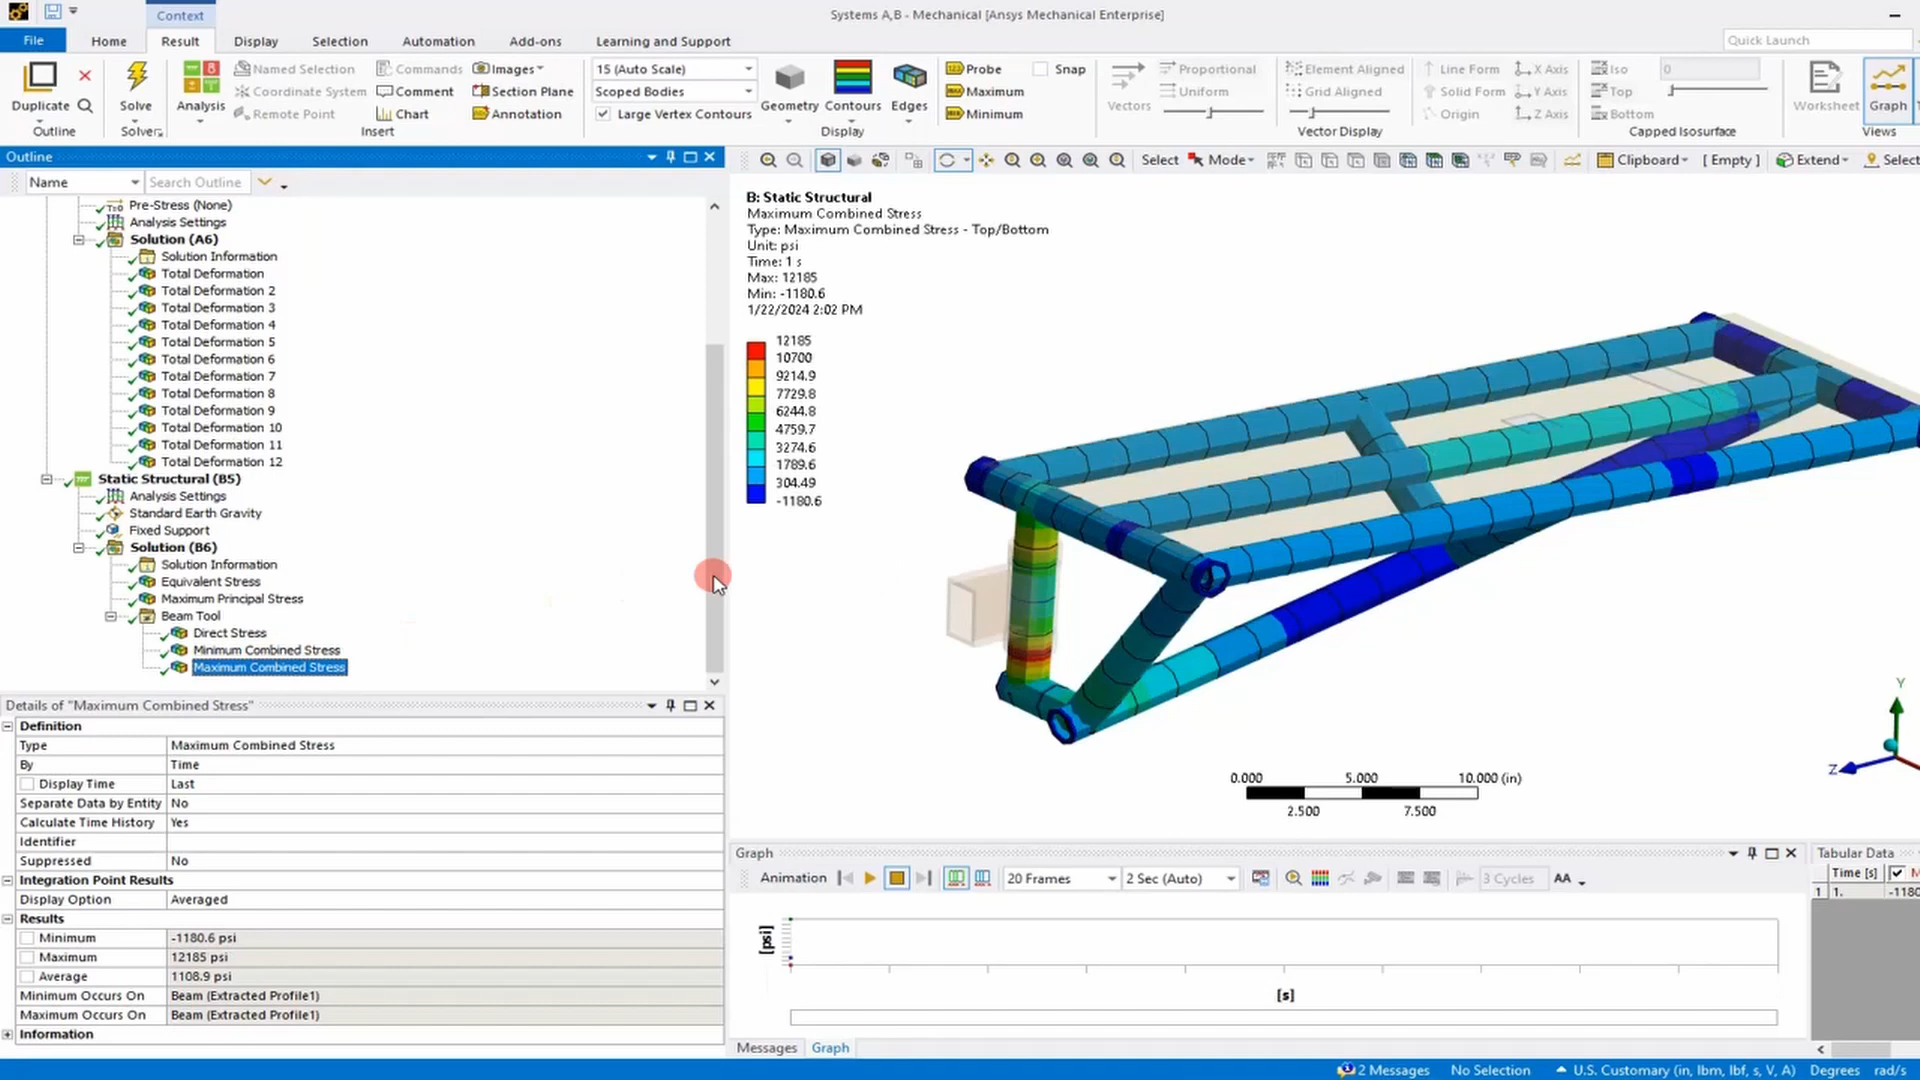 Context
Systems A,B - Mechanical [Ansys Mechanical Enterprise]
File Home Result Display Selection Automation Add-ons Learning and Support
Quick Launch
Duplicate
Outline
Solve
Solver
Analysis
Named Selection
Coordinate System
Remote Point
Commands
Comment
Chart
Images
Section Plane
Annotation
Insert
15 (Auto Scale)
Scoped Bodies
Large Vertex Contours
Geometry
Contours
Edges
Display
Probe
Maximum
Minimum
Snap
Vectors
Proportional
Uniform
Element Aligned
Grid Aligned
Line Form
Solid Form
Origin
X Axis
Y Axis
Z Axis
Vector Display
Iso
Top
Bottom
0
Capped Isosurface
Worksheet
Graph
Views
Outline
Name
Search Outline
Select
Mode
Clipboard
[ Empty ]
Extend
Select
Pre-Stress (None)
Analysis Settings
Solution (A6)
Solution Information
Total Deformation
Total Deformation 2
Total Deformation 3
Total Deformation 4
Total Deformation 5
Total Deformation 6
Total Deformation 7
Total Deformation 8
Total Deformation 9
Total Deformation 10
Total Deformation 11
Total Deformation 12
Static Structural (B5)
Analysis Settings
Standard Earth Gravity
Fixed Support
Solution (B6)
Solution Information
Equivalent Stress
Maximum Principal Stress
Beam Tool
Direct Stress
Minimum Combined Stress
Maximum Combined Stress
B: Static Structural
Maximum Combined Stress
Type: Maximum Combined Stress - Top/Bottom
Unit: psi
Time: 1 s
Max: 12185
Min: -1180.6
1/22/2024 2:02 PM
12185
10700
9214.9
7729.8
6244.8
4759.7
3274.6
1789.6
304.49
-1180.6
Y
Z
0.000 5.000 10.000 (in)
2.500 7.500
Details of "Maximum Combined Stress"
Definition
Type Maximum Combined Stress
By Time
Display Time Last
Separate Data by Entity No
Calculate Time History Yes
Identifier
Suppressed No
Integration Point Results
Display Option Averaged
Results
Minimum -1180.6 psi
Maximum 12185 psi
Average 1108.9 psi
Minimum Occurs On Beam (Extracted Profile1)
Maximum Occurs On Beam (Extracted Profile1)
Information
Graph
Animation
20 Frames
2 Sec (Auto)
3 Cycles
AA
[psi]
[s]
Messages Graph
Tabular Data
Time [s]
1 1. -1180
2 Messages No Selection U.S. Customary (in, lbm, lbf, s, V, A) Degrees rad/s